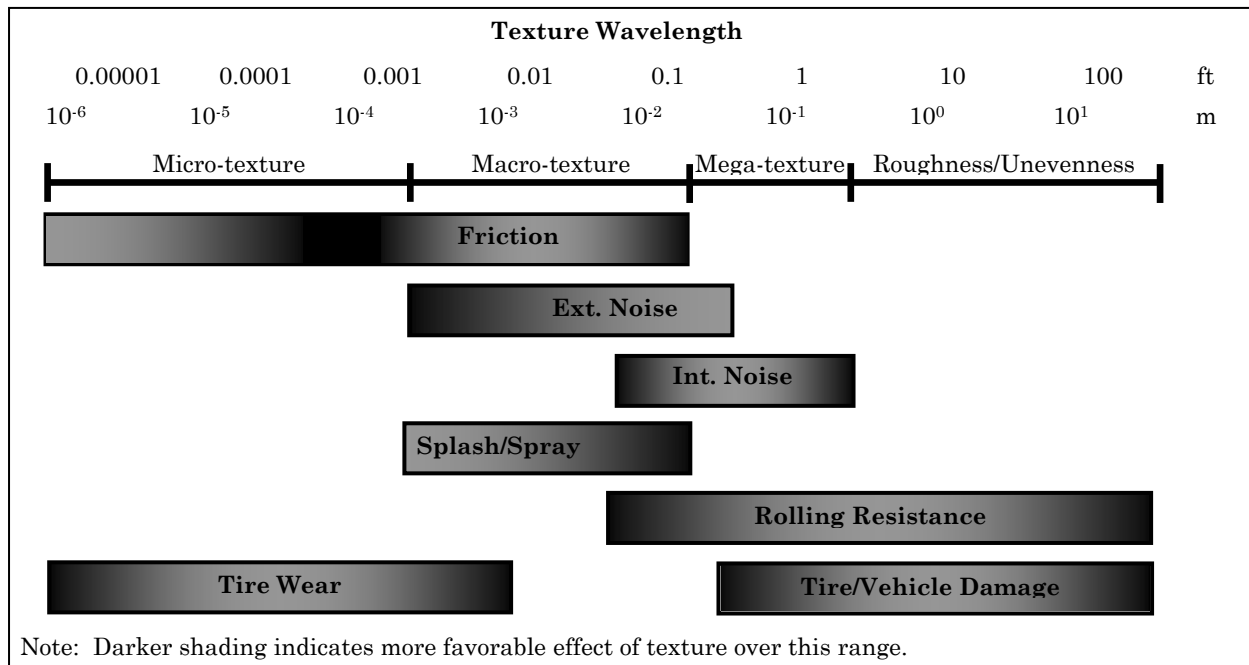 Texture Wavelength
0.00001 0.0001 0.001 0.01 0.1 1 10 100 ft
10⁻⁶ 10⁻⁵ 10⁻⁴ 10⁻³ 10⁻² 10⁻¹ 10⁰ 10¹ m
Micro-texture Macro-texture Mega-texture Roughness/Unevenness
Friction
Ext. Noise
Int. Noise
Splash/Spray
Rolling Resistance
Tire Wear Tire/Vehicle Damage
Note: Darker shading indicates more favorable effect of texture over this range.